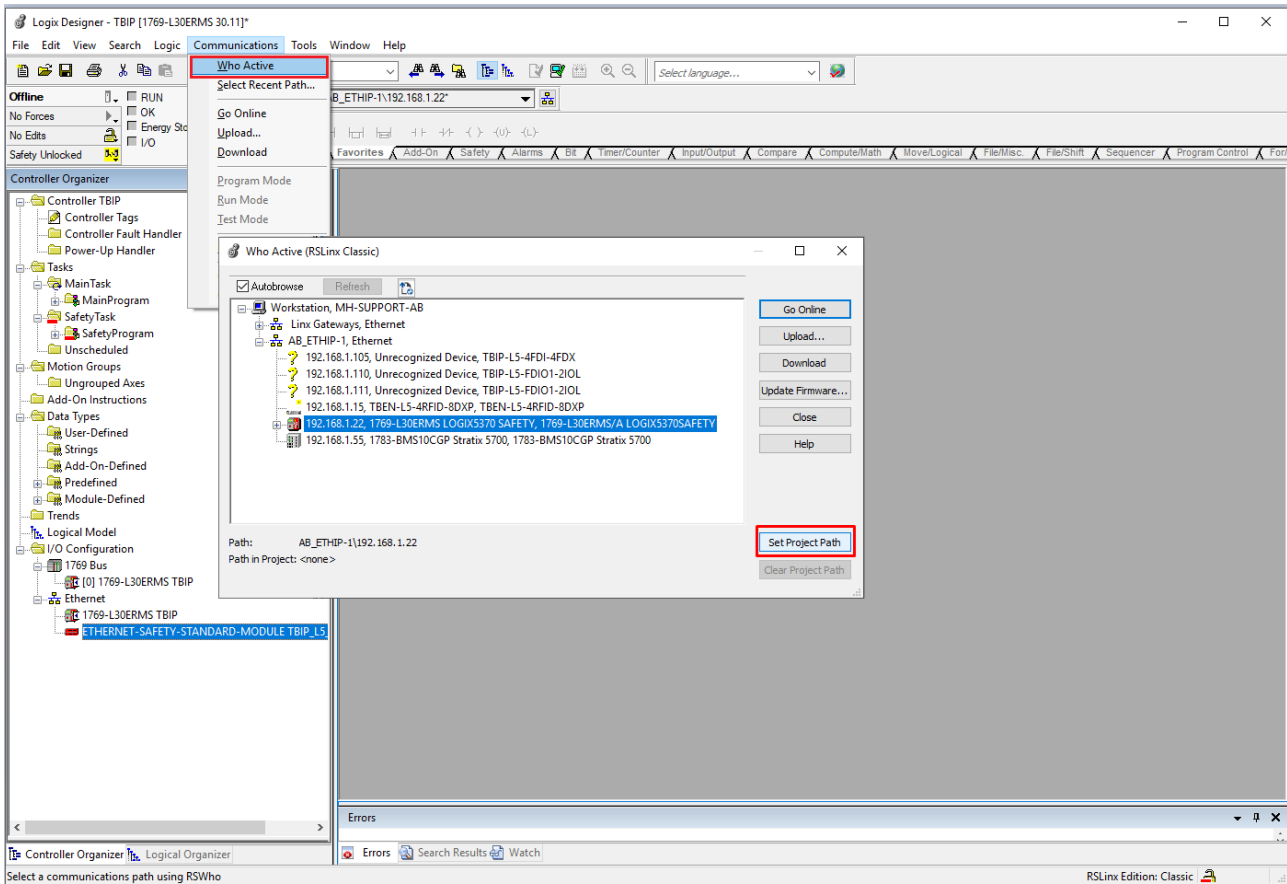 Logix Designer - TBIP [1769-L30ERMS 30.11]*
File Edit View Search Logic Communications Tools Window Help
Who Active
Select Recent Path...
Go Online
Upload...
Download
Program Mode
Run Mode
Test Mode
Select language...
Offline
RUN
No Forces
OK
No Edits
Energy Sto
Safety Unlocked
I/O
B_ETHIP-1\192.168.1.22*
Favorites Add-On Safety Alarms Bit Timer/Counter Input/Output Compare Compute/Math Move/Logical File/Misc. File/Shift Sequencer Program Control For/
Controller Organizer
Controller TBIP
Controller Tags
Controller Fault Handler
Power-Up Handler
Tasks
MainTask
MainProgram
SafetyTask
SafetyProgram
Unscheduled
Motion Groups
Ungrouped Axes
Add-On Instructions
Data Types
User-Defined
Strings
Add-On-Defined
Predefined
Module-Defined
Trends
Logical Model
I/O Configuration
1769 Bus
[0] 1769-L30ERMS TBIP
Ethernet
1769-L30ERMS TBIP
ETHERNET-SAFETY-STANDARD-MODULE TBIP_L5_
Who Active (RSLinx Classic)
Autobrowse Refresh
Workstation, MH-SUPPORT-AB
Linx Gateways, Ethernet
AB_ETHIP-1, Ethernet
192.168.1.105, Unrecognized Device, TBIP-L5-4FDI-4FDX
192.168.1.110, Unrecognized Device, TBIP-L5-FDIO1-2IOL
192.168.1.111, Unrecognized Device, TBIP-L5-FDIO1-2IOL
192.168.1.15, TBEN-L5-4RFID-8DXP, TBEN-L5-4RFID-8DXP
192.168.1.22, 1769-L30ERMS LOGIX5370 SAFETY, 1769-L30ERMS/A LOGIX5370SAFETY
192.168.1.55, 1783-BMS10CGP Stratix 5700, 1783-BMS10CGP Stratix 5700
Go Online
Upload...
Download
Update Firmware...
Close
Help
Path: AB_ETHIP-1\192.168.1.22
Path in Project: <none>
Set Project Path
Clear Project Path
Errors
Errors Search Results Watch
Controller Organizer Logical Organizer
Select a communications path using RSWho
RSLinx Edition: Classic